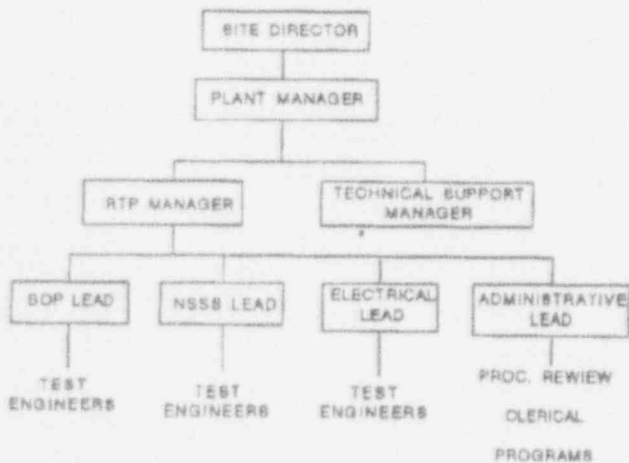 SITE DIRECTOR
PLANT MANAGER
RTP MANAGER
TECHNICAL SUPPORT
MANAGER
BOP LEAD
NSSS LEAD
ELECTRICAL
LEAD
ADMINISTRATIVE
LEAD
TEST
ENGINEERS
TEST
ENGINEERS
TEST
ENGINEERS
PROC. REWIEW
CLERICAL
PROGRAMS